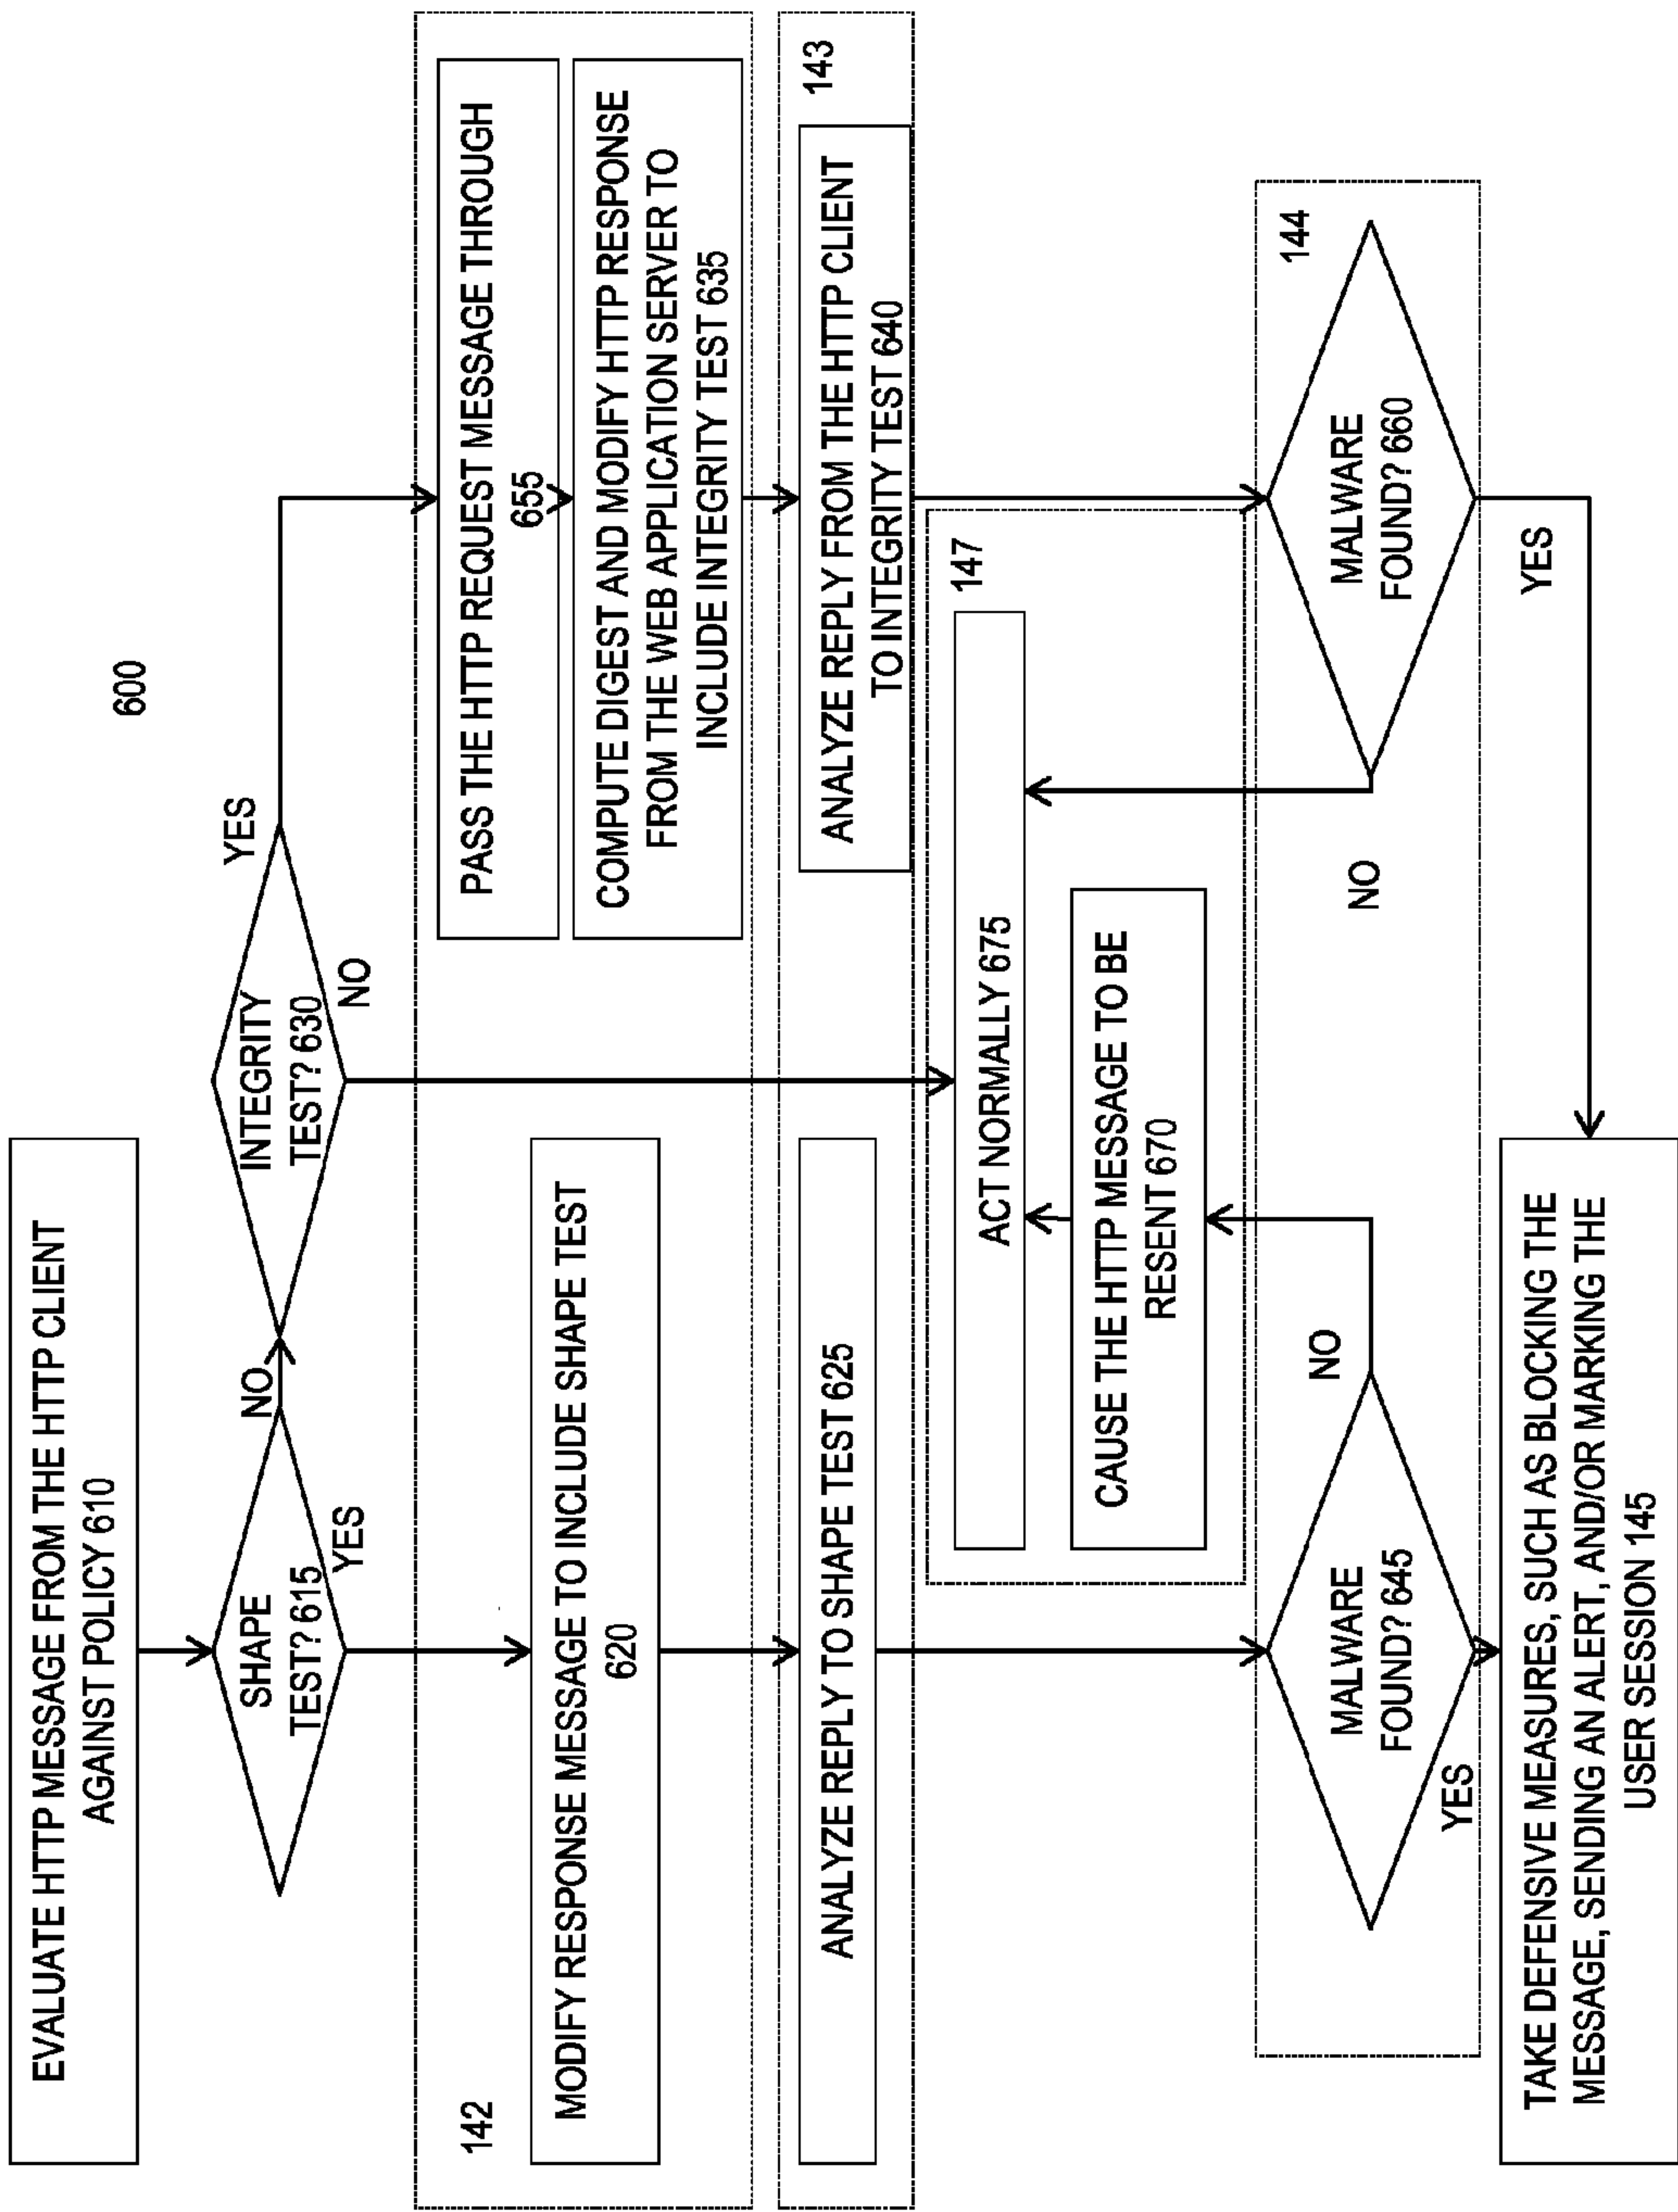 600
EVALUATE HTTP MESSAGE FROM THE HTTP CLIENT
AGAINST POLICY 610
SHAPE
TEST? 615
NO
YES
INTEGRITY
TEST? 630
YES
NO
142
MODIFY RESPONSE MESSAGE TO INCLUDE SHAPE TEST
620
PASS THE HTTP REQUEST MESSAGE THROUGH
655
COMPUTE DIGEST AND MODIFY HTTP RESPONSE
FROM THE WEB APPLICATION SERVER TO
INCLUDE INTEGRITY TEST 635
143
ANALYZE REPLY TO SHAPE TEST 625
ANALYZE REPLY FROM THE HTTP CLIENT
TO INTEGRITY TEST 640
147
ACT NORMALLY 675
CAUSE THE HTTP MESSAGE TO BE
RESENT 670
144
MALWARE
FOUND? 645
NO
YES
MALWARE
FOUND? 660
NO
YES
TAKE DEFENSIVE MEASURES, SUCH AS BLOCKING THE
MESSAGE, SENDING AN ALERT, AND/OR MARKING THE
USER SESSION 145